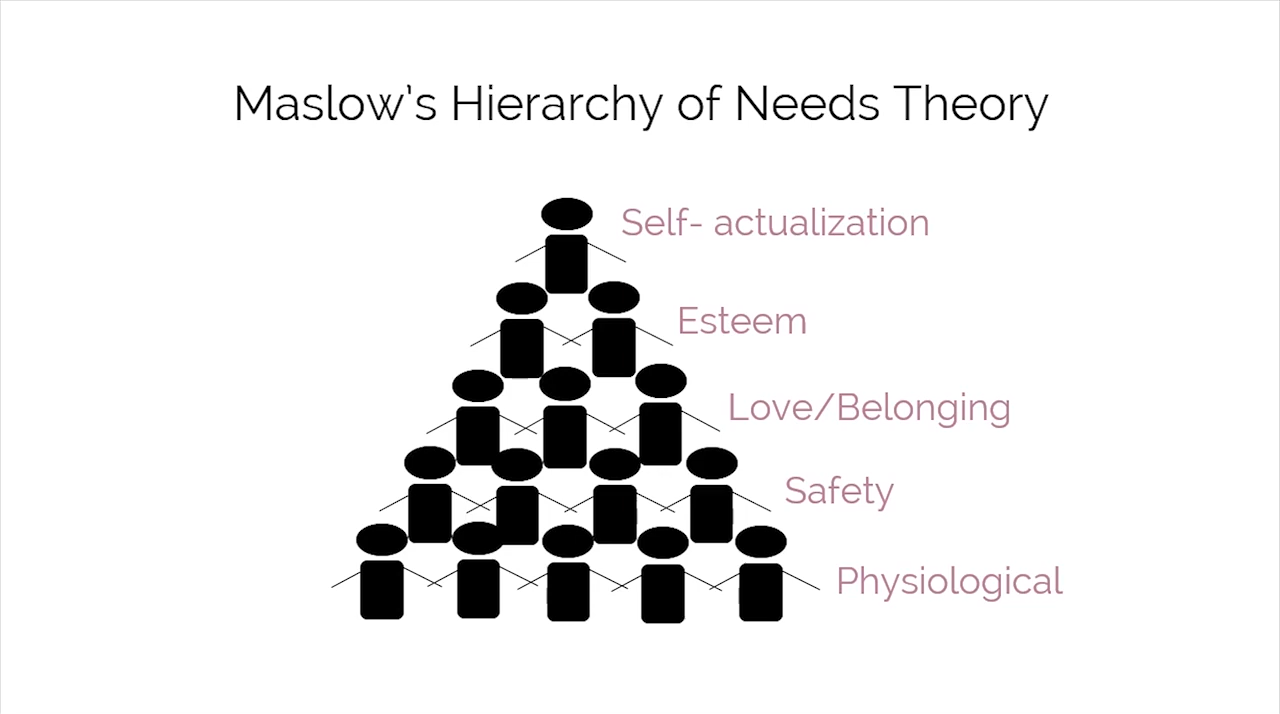 Maslow's Hierarchy of Needs Theory
Self- actualization
Esteem
Love/Belonging
Safety
Physiological